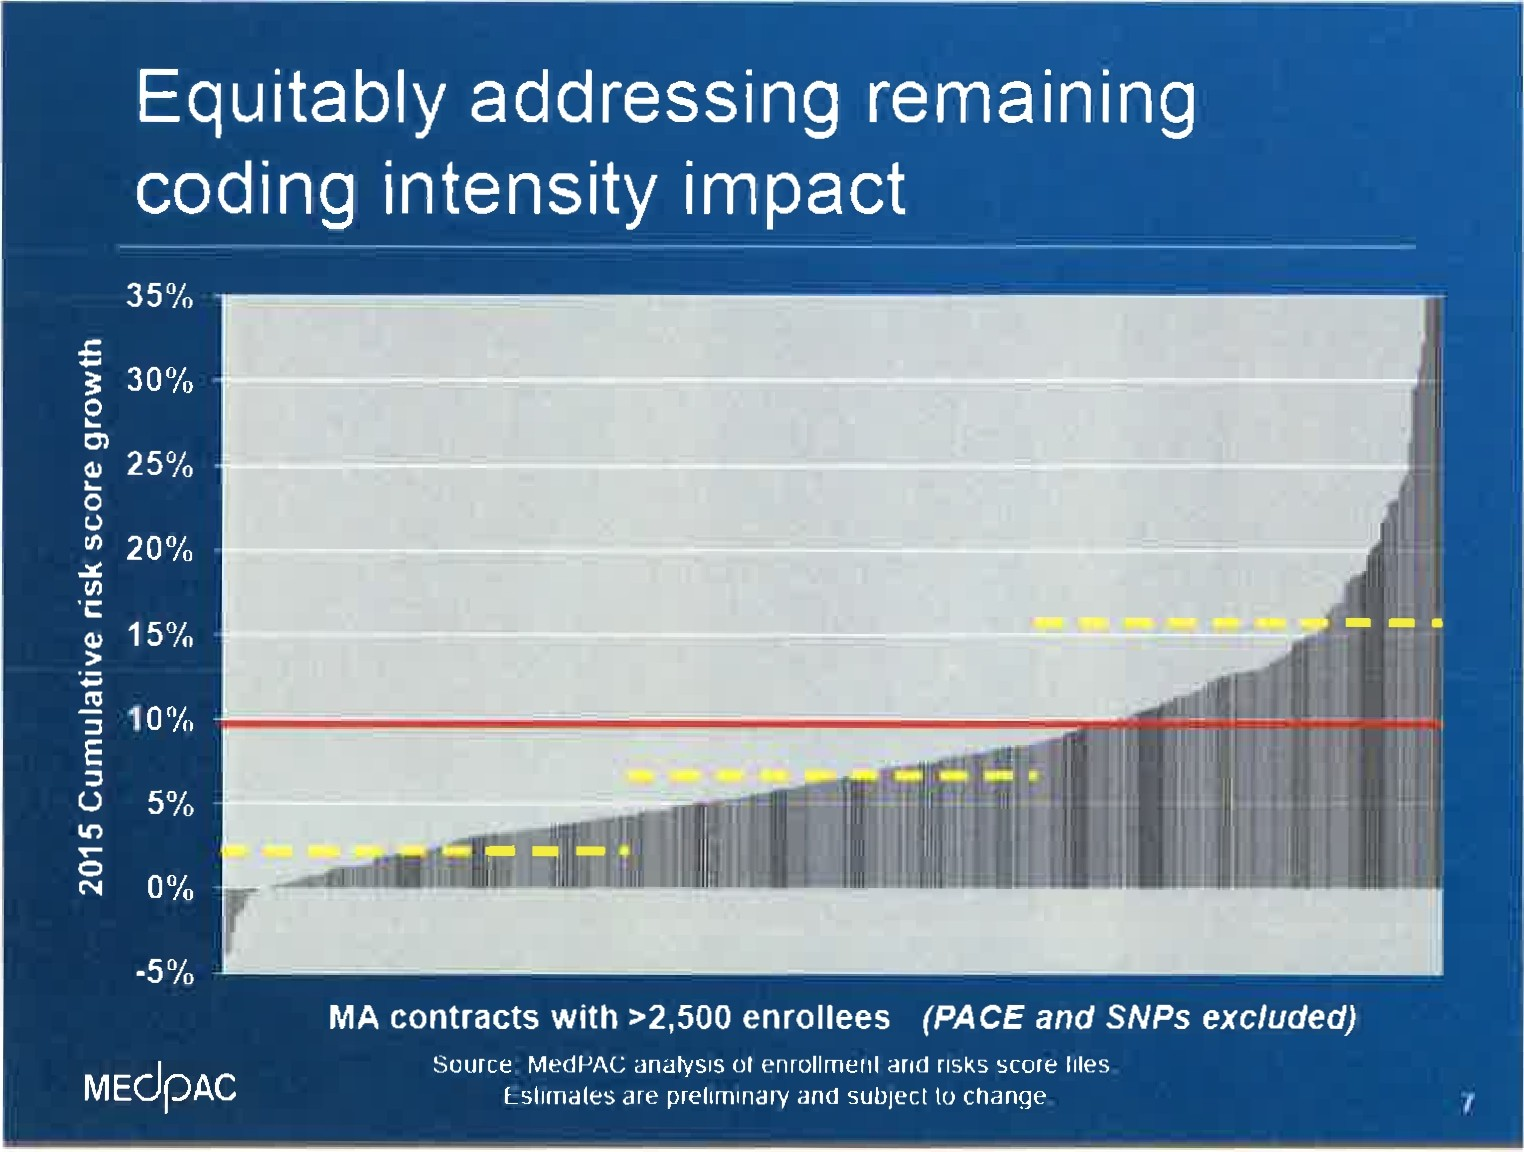 Equitably addressing remaining
coding intensity impact
2015 Cumulative risk score growth
35%
30%
25%
20%
15%
10%
5%
0%
-5%
MA contracts with >2,500 enrollees (PACE and SNPs excluded)
Source: MedPAC analysis of enrollment and risks score files.
Estimates are preliminary and subject to change.
MEdpAC
7